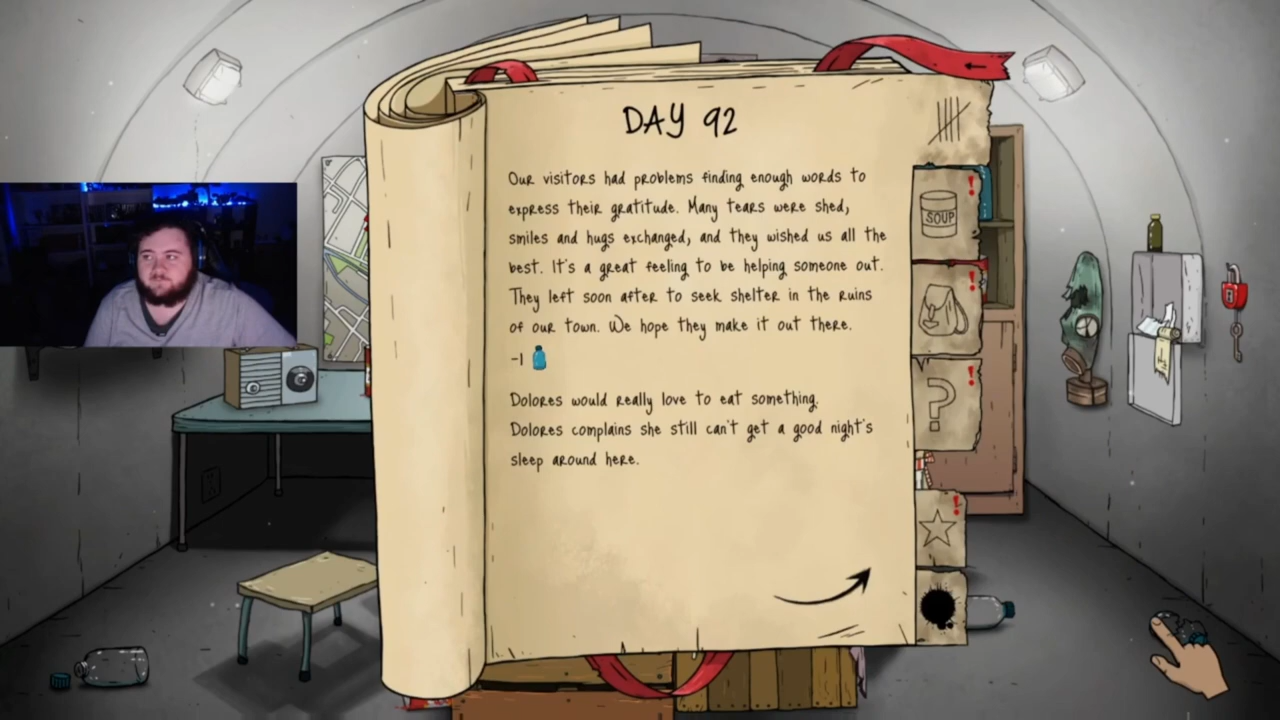 DAY 92
Our visitors had problems finding enough words to
express their gratitude. Many tears were shed,
smiles and hugs exchanged, and they wished us all the
best. It's a great feeling to be helping someone out.
They left soon after to seek shelter in the ruins
of our town. We hope they make it out there.
-1
Dolores would really love to eat something.
Dolores complains she still can't get a good night's
sleep around here.
!
SOUP
!
!
?
!